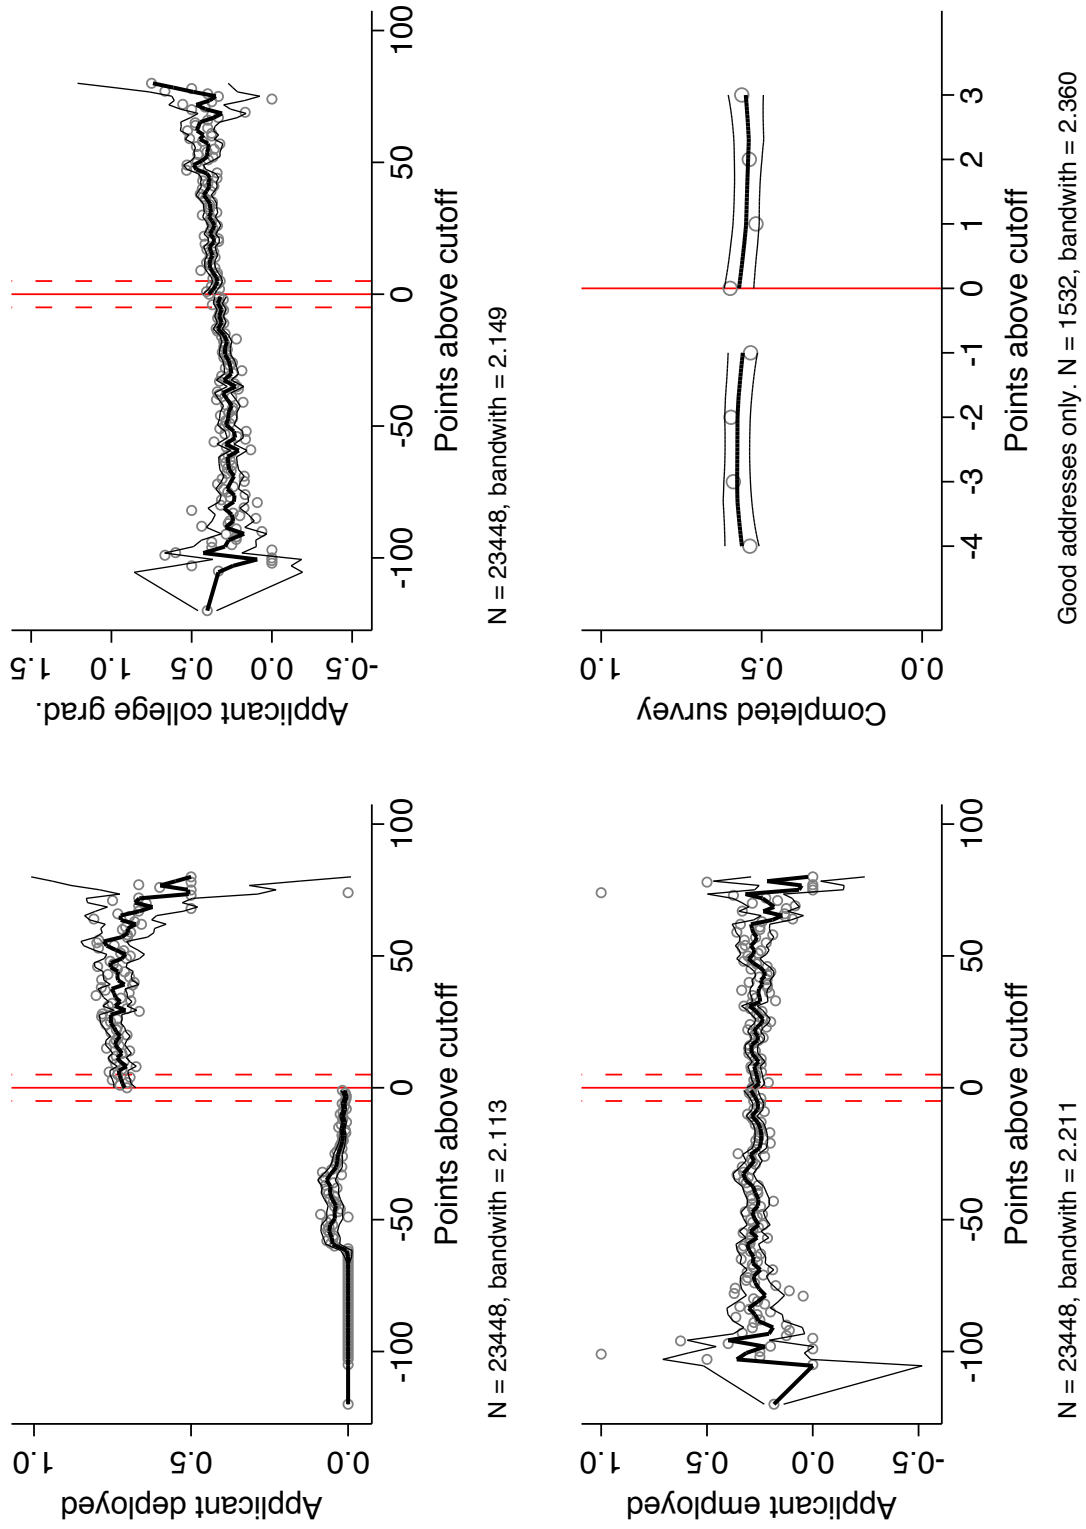 Applicant deployed
1.0
0.5
0.0
-100 -50 0 50 100
Points above cutoff
N = 23448, bandwith = 2.113
Applicant college grad.
1.5
1.0
0.5
0.0
-0.5
-100 -50 0 50 100
Points above cutoff
N = 23448, bandwith = 2.149
Applicant employed
1.0
0.5
0.0
-0.5
-100 -50 0 50 100
Points above cutoff
N = 23448, bandwith = 2.211
Completed survey
1.0
0.5
0.0
-4 -3 -2 -1 0 1 2 3
Points above cutoff
Good addresses only. N = 1532, bandwith = 2.360